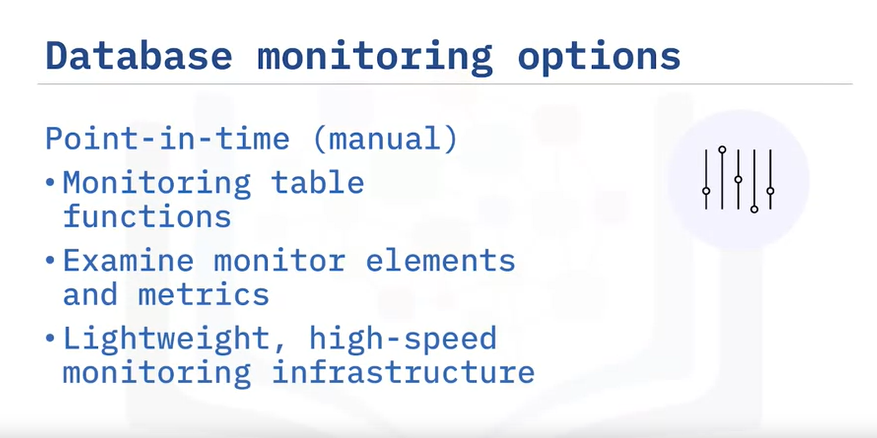 Database monitoring options
Point-in-time (manual)
•Monitoring table
functions
•Examine monitor elements
and metrics
•Lightweight, high-speed
monitoring infrastructure